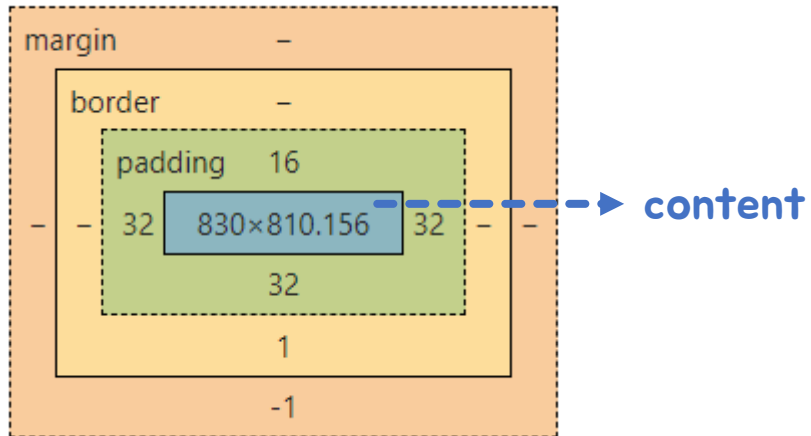 margin –
border –
padding 16
– – 32 830×810.156 32 – – content
32
1
-1